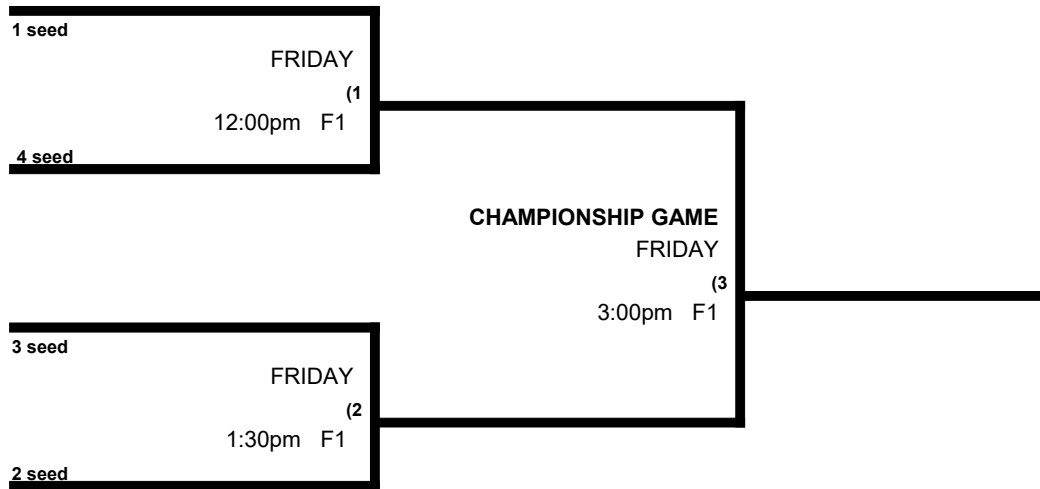 1 seed
FRIDAY
(1
12:00pm F1
4 seed
CHAMPIONSHIP GAME
FRIDAY
(3
3:00pm F1
3 seed
FRIDAY
(2
1:30pm F1
2 seed